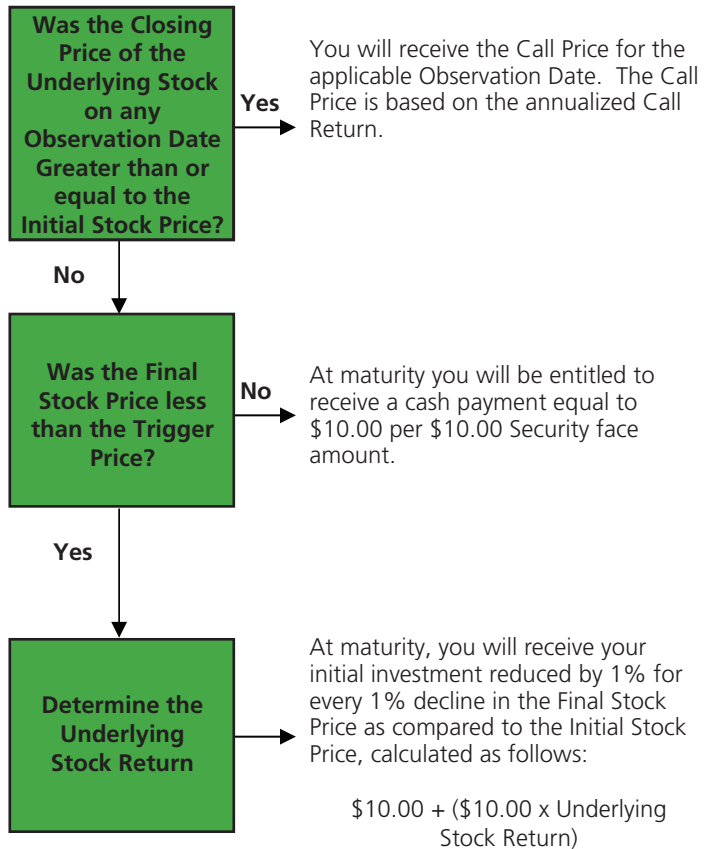 Was the Closing
Price of the
Underlying Stock
on any
Observation Date
Greater than or
equal to the
Initial Stock Price?
Yes
You will receive the Call Price for the
applicable Observation Date. The Call
Price is based on the annualized Call
Return.
No
Was the Final
Stock Price less
than the Trigger
Price?
No
At maturity you will be entitled to
receive a cash payment equal to
$10.00 per $10.00 Security face
amount.
Yes
Determine the
Underlying
Stock Return
At maturity, you will receive your
initial investment reduced by 1% for
every 1% decline in the Final Stock
Price as compared to the Initial Stock
Price, calculated as follows:
$10.00 + ($10.00 x Underlying
Stock Return)